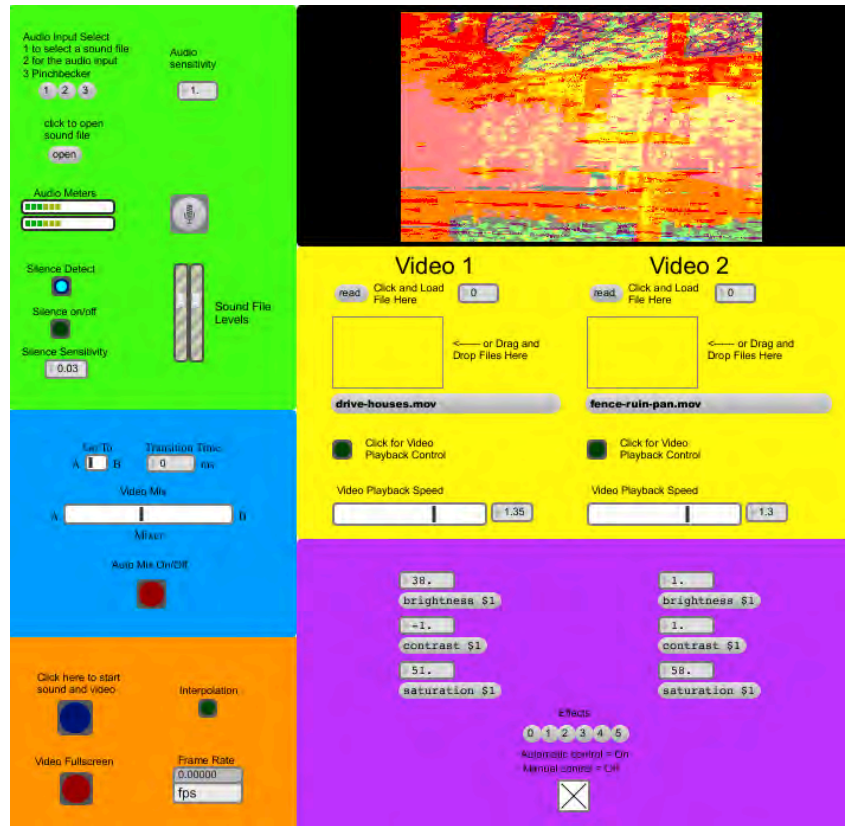 Audio Input Select
1 to select a sound file
2 for the audio input
3 Pinchbecker
1 2 3
Audio
sensitivity
1.
click to open
sound file
open
Audio Meters
Silence Detect
Silence on/off
Silence Sensitivity
0.03
Sound File
Levels
Video 1
read
Click and Load
File Here
0
<----- or Drag and
Drop Files Here
drive-houses.mov
Click for Video
Playback Control
Video Playback Speed
1.35
Video 2
read
Click and Load
File Here
0
<----- or Drag and
Drop Files Here
fence-ruin-pan.mov
Click for Video
Playback Control
Video Playback Speed
1.3
Go To
A B
Transition Time
0 ms
Video Mix
A B
Mixer
Auto Mix On/Off
38.
brightness $1
-1.
contrast $1
51.
saturation $1
1.
brightness $1
1.
contrast $1
58.
saturation $1
Effects
0 1 2 3 4 5
Automatic control = On
Manual control = Off
Click here to start
sound and video
Interpolation
Video Fullscreen
Frame Rate
0.00000
fps